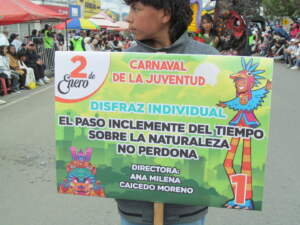 2 de
Enero
CARNAVAL
DE LA JUVENTUD
DISFRAZ INDIVIDUAL
EL PASO INCLEMENTE DEL TIEMPO
SOBRE LA NATURALEZA
NO PERDONA
DIRECTORA:
ANA MILENA
CAICEDO MORENO
1